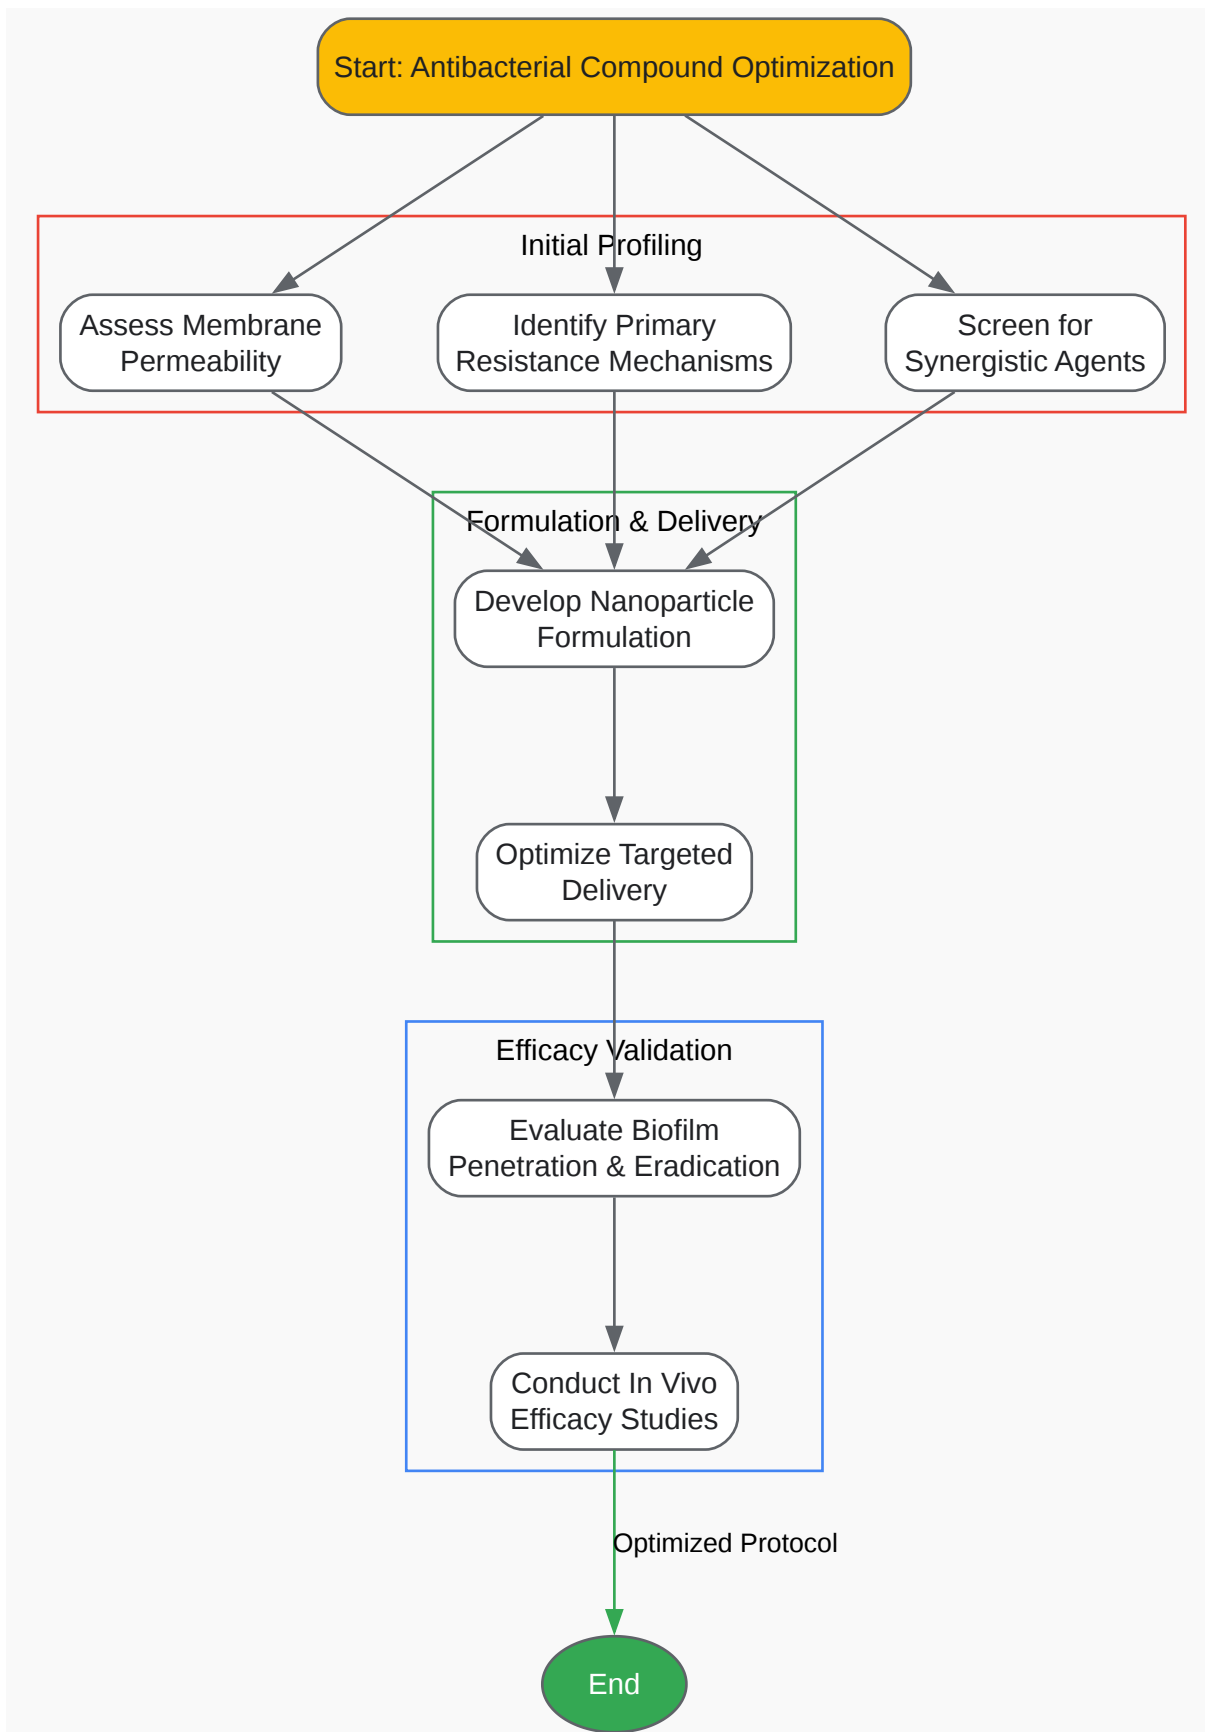 Start: Antibacterial Compound Optimization
Initial Profiling
Assess Membrane
Permeability
Identify Primary
Resistance Mechanisms
Screen for
Synergistic Agents
Formulation & Delivery
Develop Nanoparticle
Formulation
Optimize Targeted
Delivery
Efficacy Validation
Evaluate Biofilm
Penetration & Eradication
Conduct In Vivo
Efficacy Studies
Optimized Protocol
End